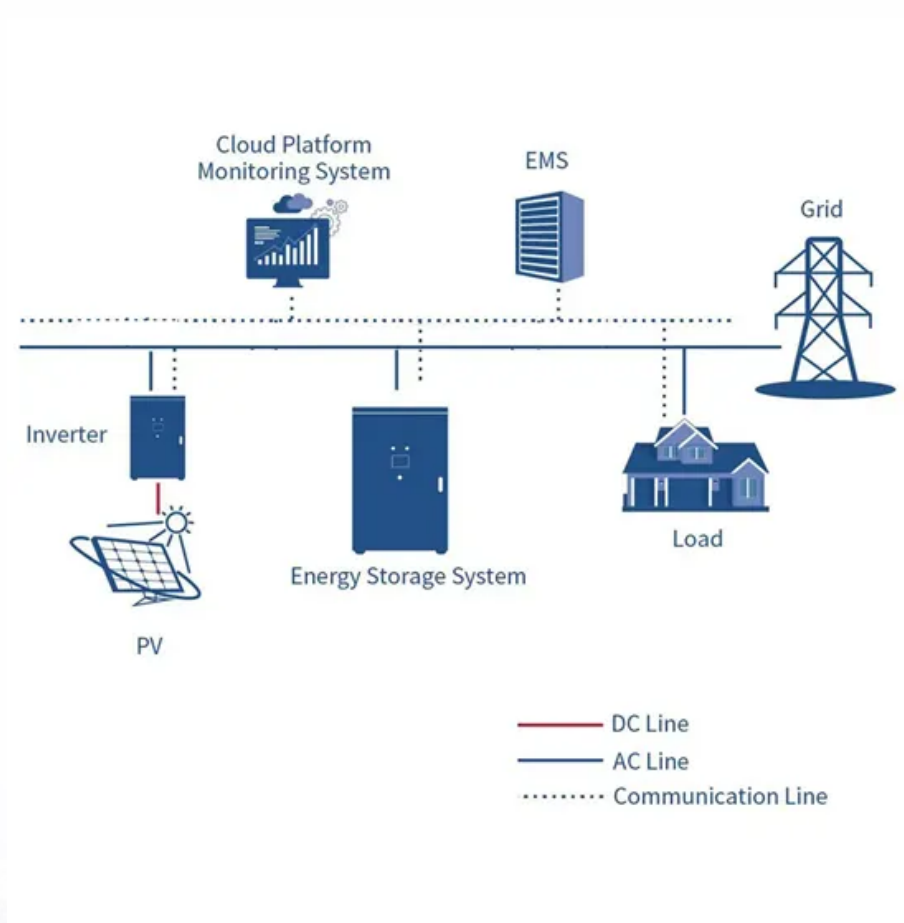 Cloud Platform
Monitoring System
EMS
Grid
Inverter
Load
Energy Storage System
PV
DC Line
AC Line
Communication Line